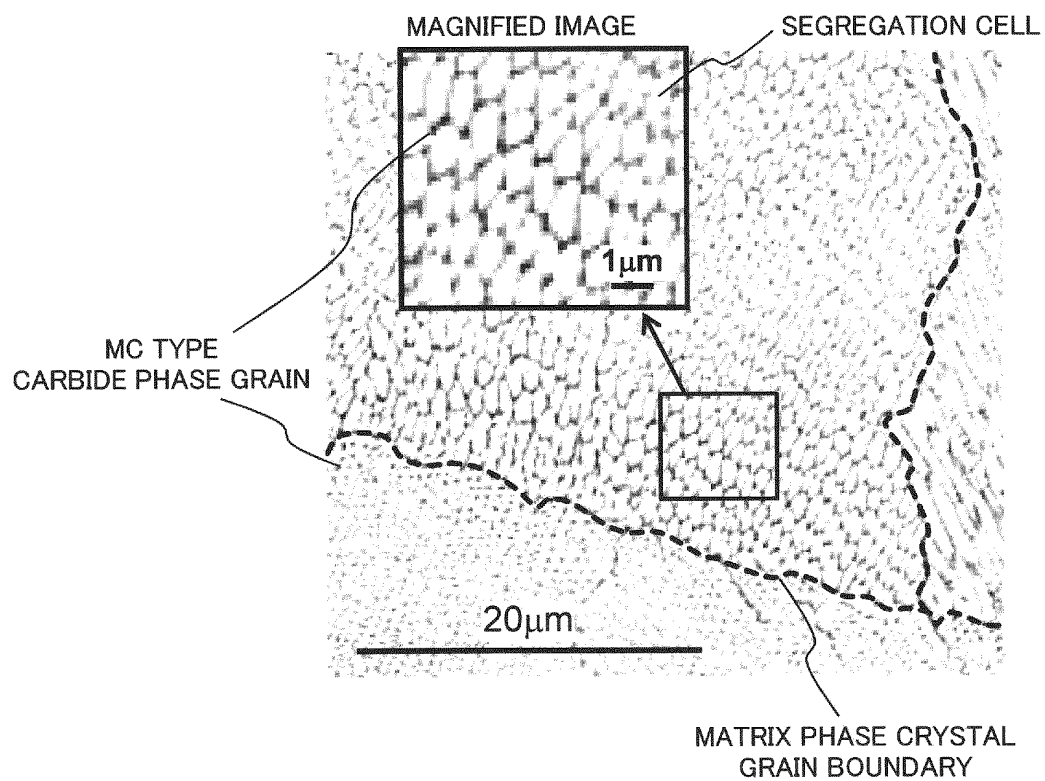 MAGNIFIED IMAGE
SEGREGATION CELL
1μm
MC TYPE
CARBIDE PHASE GRAIN
20μm
MATRIX PHASE CRYSTAL
GRAIN BOUNDARY